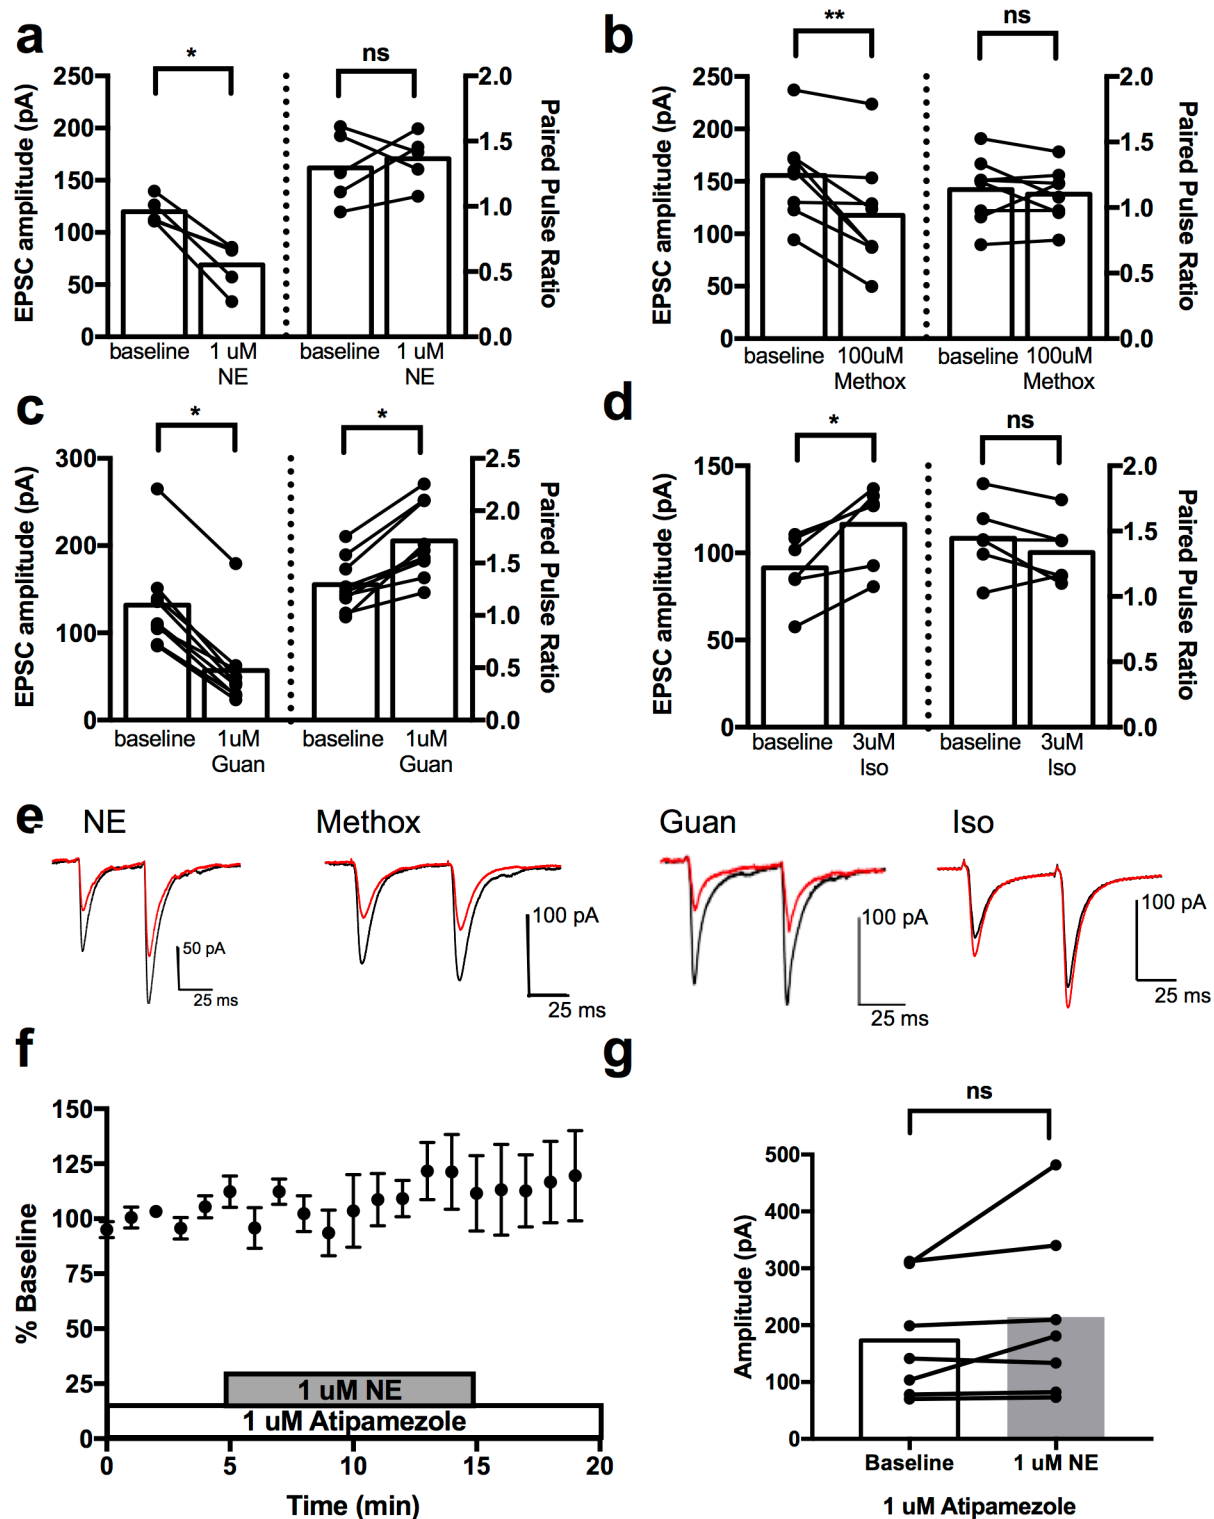 a
*
ns
EPSC amplitude (pA)
250
200
150
100
50
0
2.0
1.5
1.0
0.5
0.0
Paired Pulse Ratio
baseline
1 uM
NE
baseline
1 uM
NE
b
**
ns
EPSC amplitude (pA)
250
200
150
100
50
0
2.0
1.5
1.0
0.5
0.0
Paired Pulse Ratio
baseline
100uM
Methox
baseline
100uM
Methox
c
*
*
EPSC amplitude (pA)
300
200
100
0
2.5
2.0
1.5
1.0
0.5
0.0
Paired Pulse Ratio
baseline
1uM
Guan
baseline
1uM
Guan
d
*
ns
EPSC amplitude (pA)
150
100
50
0
2.0
1.5
1.0
0.5
0.0
Paired Pulse Ratio
baseline
3uM
Iso
baseline
3uM
Iso
e
NE
50 pA
25 ms
Methox
100 pA
25 ms
Guan
100 pA
25 ms
Iso
100 pA
25 ms
f
% Baseline
150
125
100
75
50
25
0
1 uM NE
1 uM Atipamezole
0
5
10
15
20
Time (min)
g
ns
Amplitude (pA)
500
400
300
200
100
0
Baseline
1 uM NE
1 uM Atipamezole